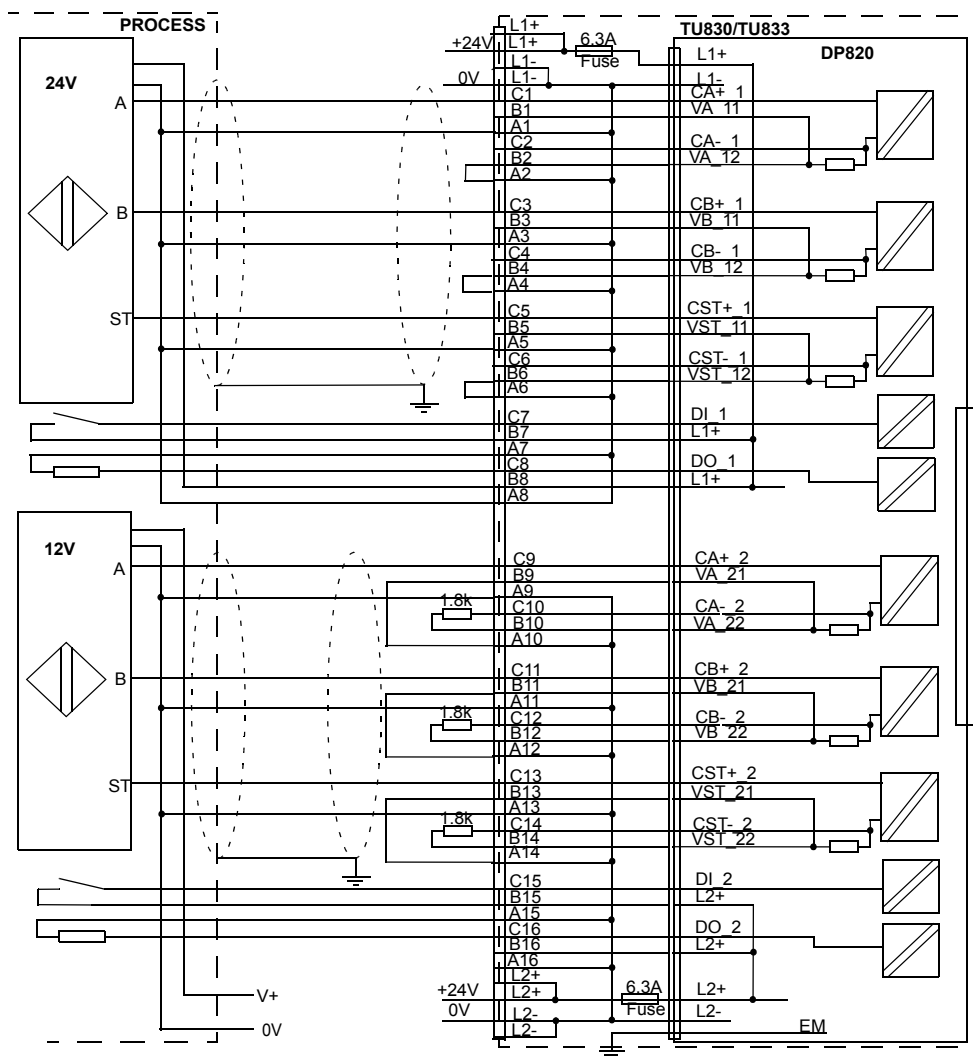 PROCESS
TU830/TU833
DP820
L1+
+24V
L1+
6.3A
Fuse
L1+
L1-
0V
L1-
L1-
24V
A
C1
CA+_1
B1
VA_11
A1
C2
CA-_1
B2
VA_12
A2
B
C3
CB+_1
B3
VB_11
A3
C4
CB-_1
B4
VB_12
A4
ST
C5
CST+_1
B5
VST_11
A5
C6
CST-_1
B6
VST_12
A6
C7
DI_1
B7
L1+
A7
C8
DO_1
B8
L1+
A8
12V
A
C9
CA+_2
B9
VA_21
A9
1.8k
C10
CA-_2
B10
VA_22
A10
B
C11
CB+_2
B11
VB_21
A11
1.8k
C12
CB-_2
B12
VB_22
A12
ST
C13
CST+_2
B13
VST_21
A13
1.8k
C14
CST-_2
B14
VST_22
A14
C15
DI_2
B15
L2+
A15
C16
DO_2
B16
L2+
A16
L2+
+24V
L2+
6.3A
Fuse
L2+
V+
0V
L2-
L2-
0V
L2-
EM